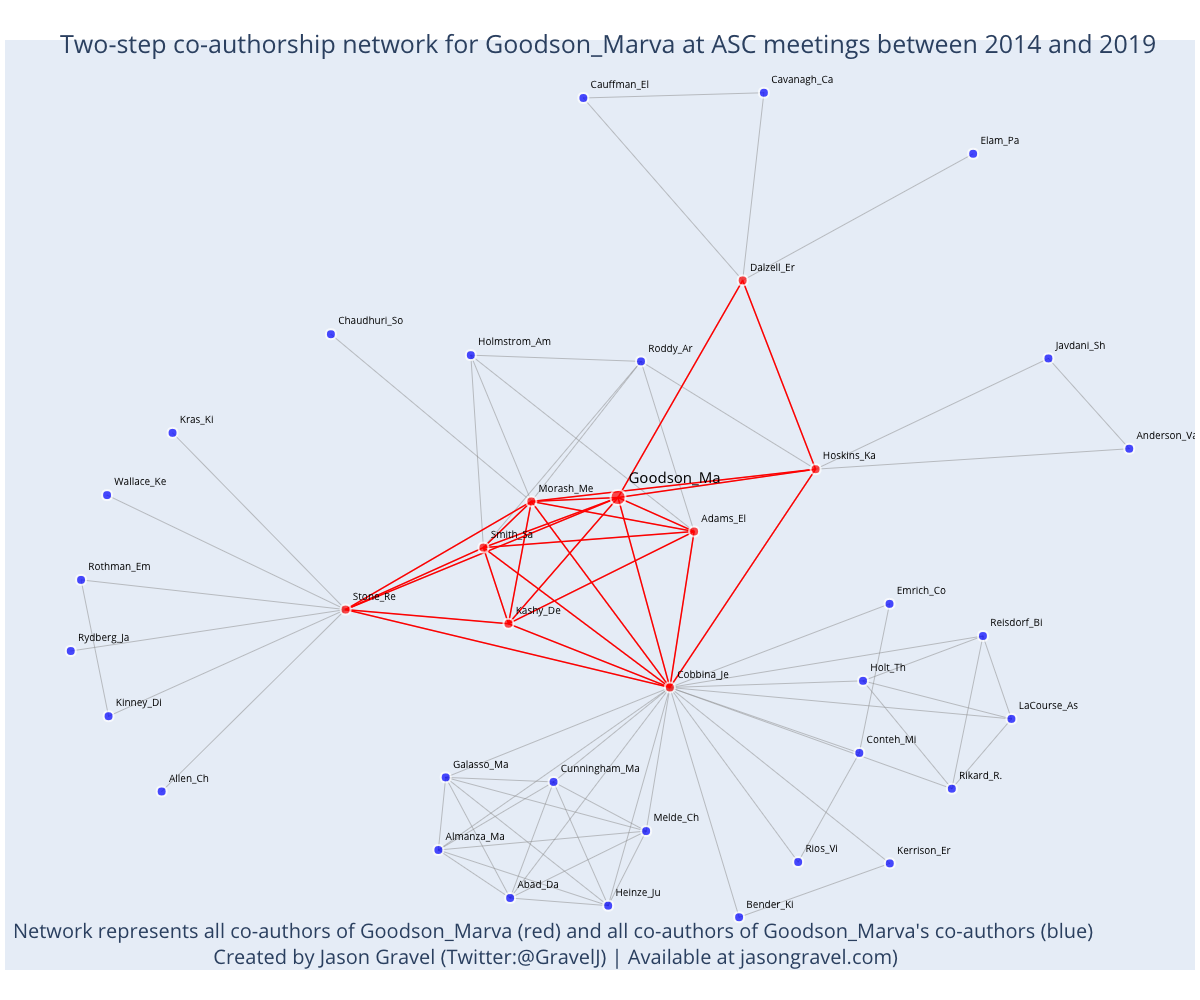 Two-step co-authorship network for Goodson_Marva at ASC meetings between 2014 and 2019
Cauffman_El
Cavanagh_Ca
Elam_Pa
Dalzell_Er
Chaudhuri_So
Holmstrom_Am
Roddy_Ar
Javdani_Sh
Kras_Ki
Anderson_Va
Hoskins_Ka
Wallace_Ke
Morash_Me
Goodson_Ma
Adams_El
Smith_Sa
Rothman_Em
Stone_Re
Kashy_De
Emrich_Co
Reisdorf_Bi
Rydberg_Ja
Cobbina_Je
Holt_Th
Kinney_Di
LaCourse_As
Conteh_Mi
Galasso_Ma
Cunningham_Ma
Allen_Ch
Rikard_R.
Melde_Ch
Almanza_Ma
Rios_Vi
Kerrison_Er
Abad_Da
Heinze_Ju
Bender_Ki
Network represents all co-authors of Goodson_Marva (red) and all co-authors of Goodson_Marva's co-authors (blue)
Created by Jason Gravel (Twitter:@GravelJ) | Available at jasongravel.com)